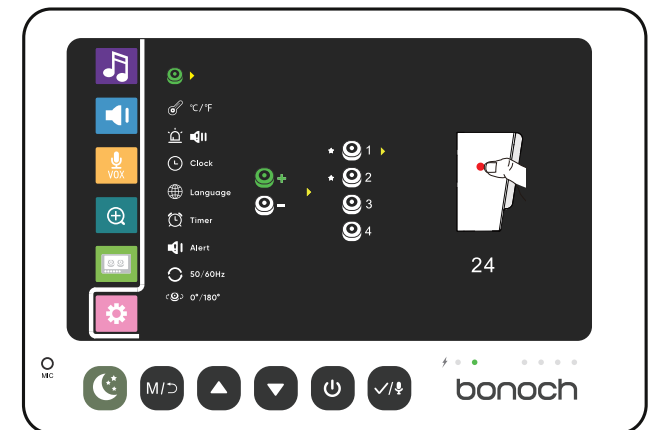 VOX
°C/°F
Clock
Language
Timer
Alert
50/60Hz
0°/180°
+
-
1
2
3
4
24
MIC
M/
bonoch